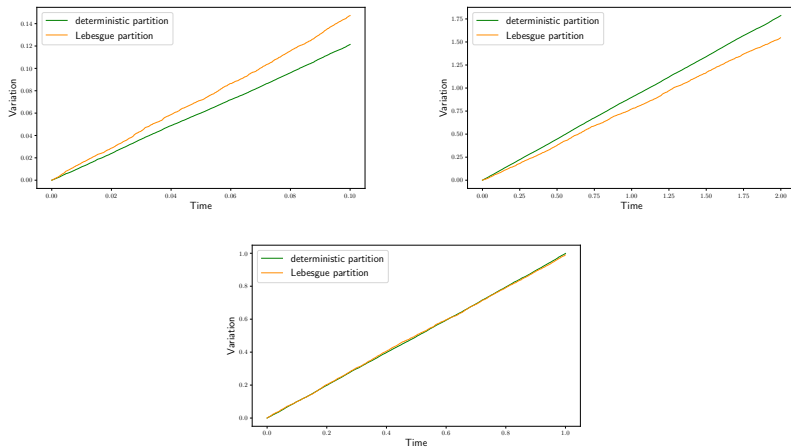 deterministic partition
Lebesgue partition
Variation
0.14
0.12
0.10
0.08
0.06
0.04
0.02
0.00
0.00 0.02 0.04 0.06 0.08 0.10
Time
deterministic partition
Lebesgue partition
Variation
1.75
1.50
1.25
1.00
0.75
0.50
0.25
0.00
0.00 0.25 0.50 0.75 1.00 1.25 1.50 1.75 2.00
Time
deterministic partition
Lebesgue partition
Variation
1.0
0.8
0.6
0.4
0.2
0.0
0.0 0.2 0.4 0.6 0.8 1.0
Time